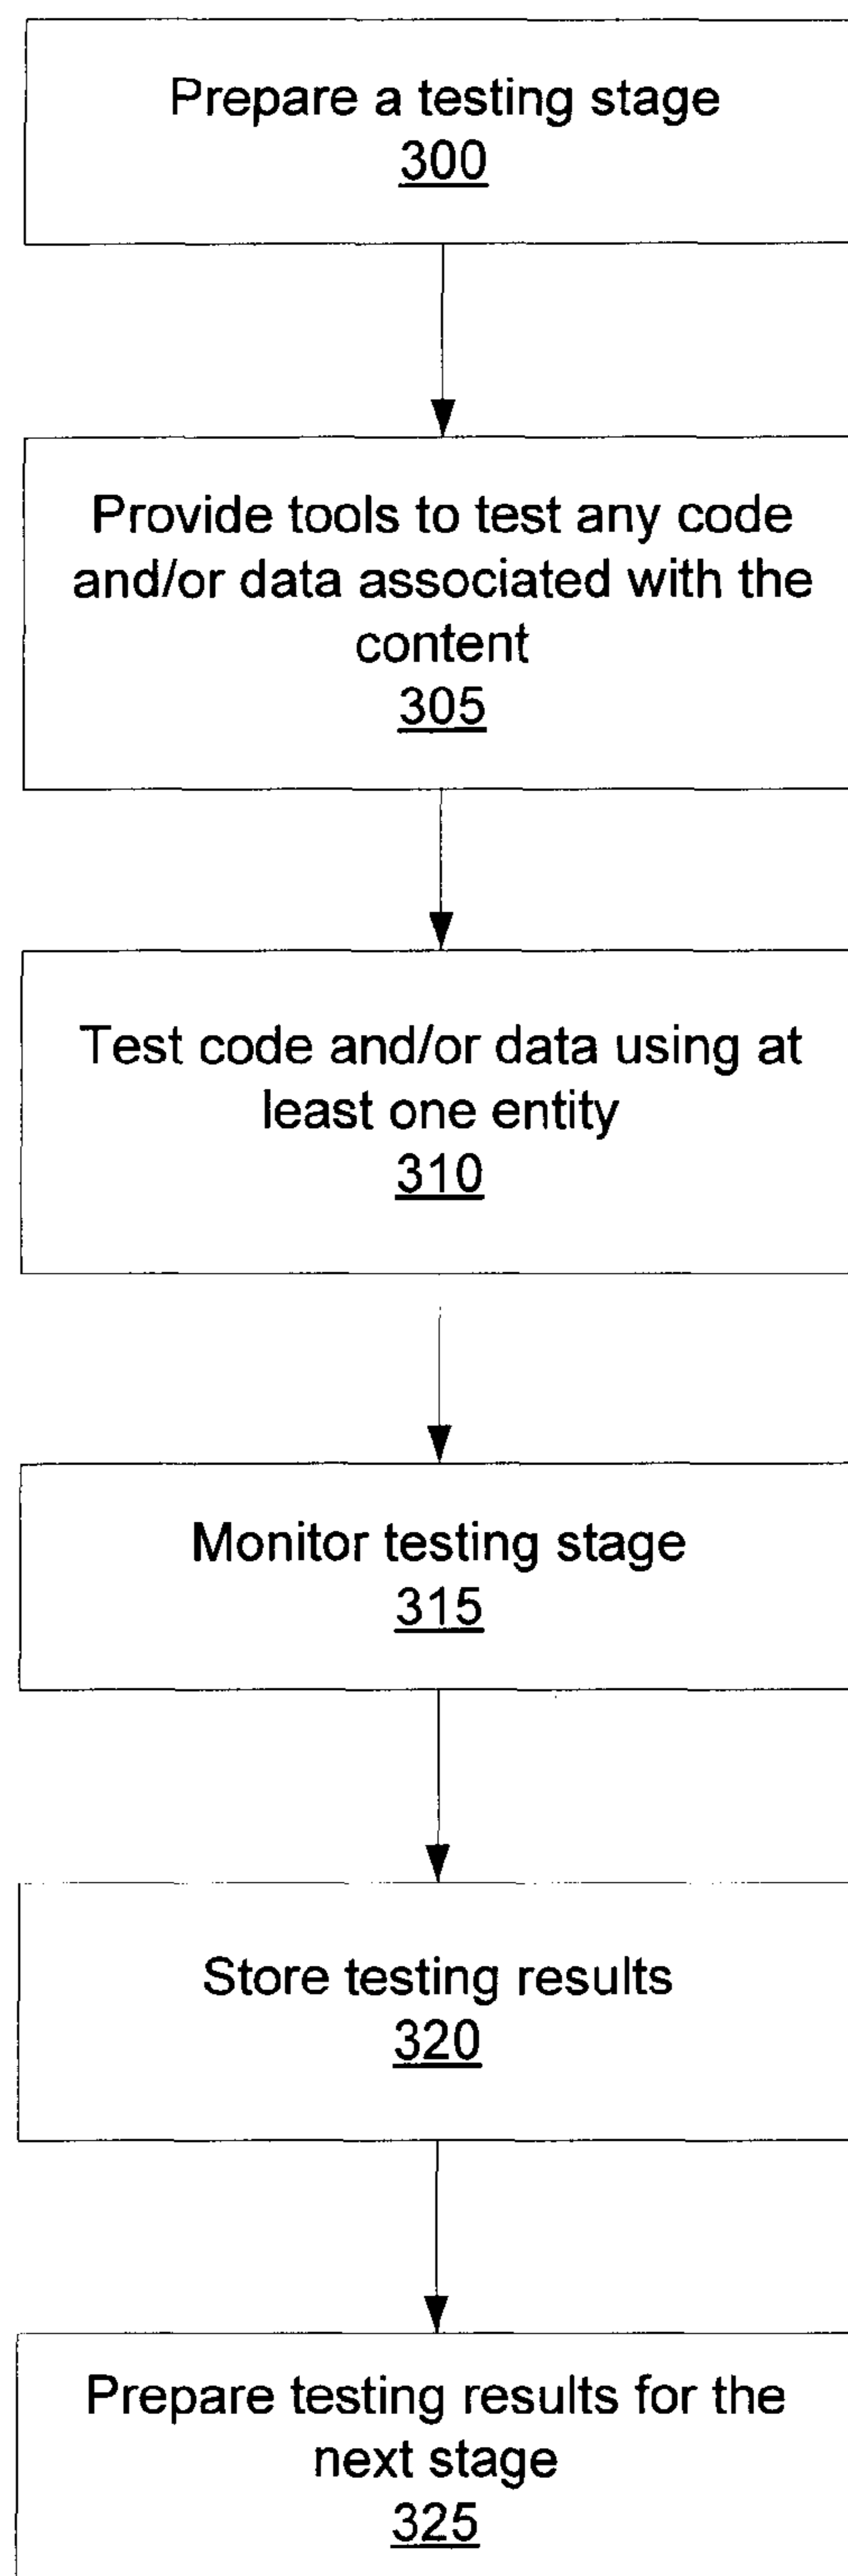 Prepare a testing stage
300
Provide tools to test any code
and/or data associated with the
content
305
Test code and/or data using at
least one entity
310
Monitor testing stage
315
Store testing results
320
Prepare testing results for the
next stage
325